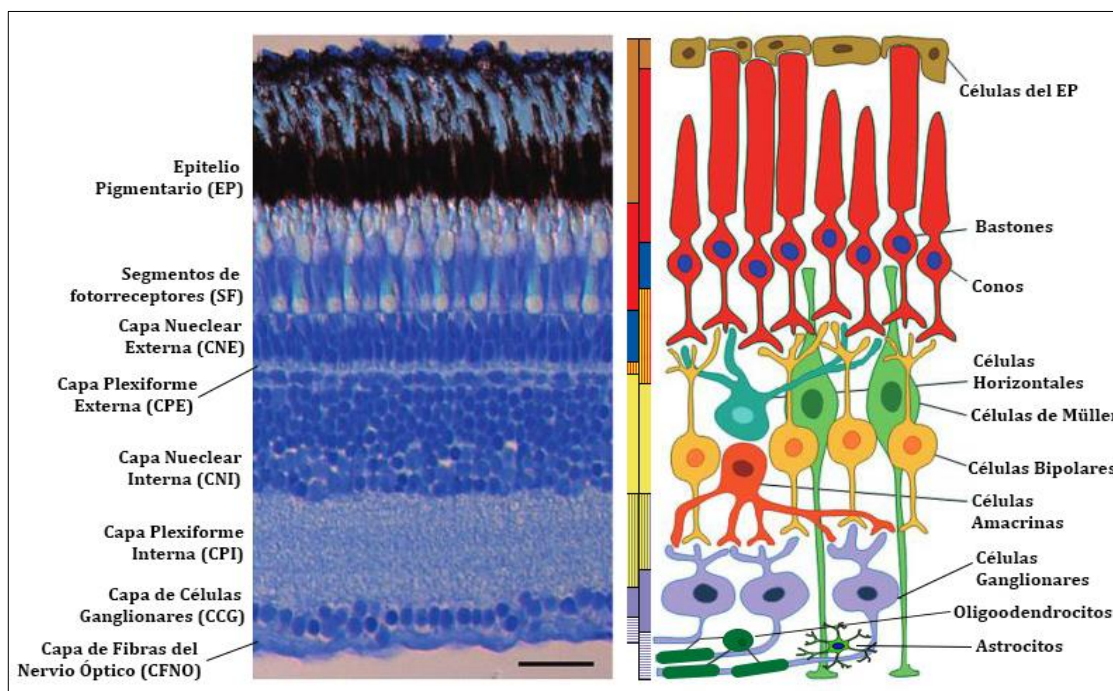 Epitelio
Pigmentario (EP)
Segmentos de
fotorreceptores (SF)
Capa Nueclear
Externa (CNE)
Capa Plexiforme
Externa (CPE)
Capa Nuclear
Interna (CNI)
Capa Plexiforme
Interna (CPI)
Capa de Células
Ganglionares (CCG)
Capa de Fibras del
Nervio Óptico (CFNO)
Células del EP
Bastones
Conos
Células
Horizontales
Células de Müller
Células Bipolares
Células
Amacrinas
Células
Ganglionares
Oligodendrocitos
Astrocitos